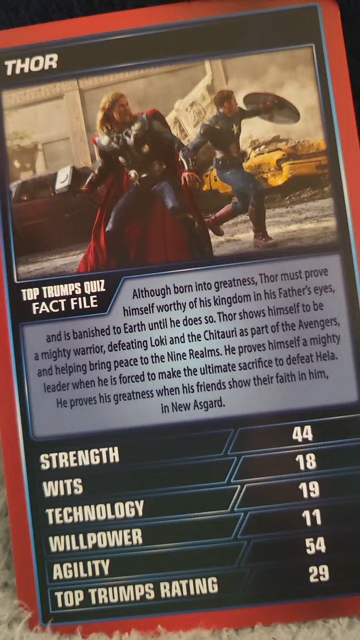 THOR
TOP TRUMPS QUIZ
FACT FILE
Although born into greatness, Thor must prove
himself worthy of his kingdom in his Father's eyes,
and is banished to Earth until he does so. Thor shows himself to be
a mighty warrior, defeating Loki and the Chitauri as part of the Avengers,
and helping bring peace to the Nine Realms. He proves himself a mighty
leader when he is forced to make the ultimate sacrifice to defeat Hela.
He proves his greatness when his friends show their faith in him,
in New Asgard.
STRENGTH 44
WITS 18
TECHNOLOGY 19
WILLPOWER 11
AGILITY 54
TOP TRUMPS RATING 29